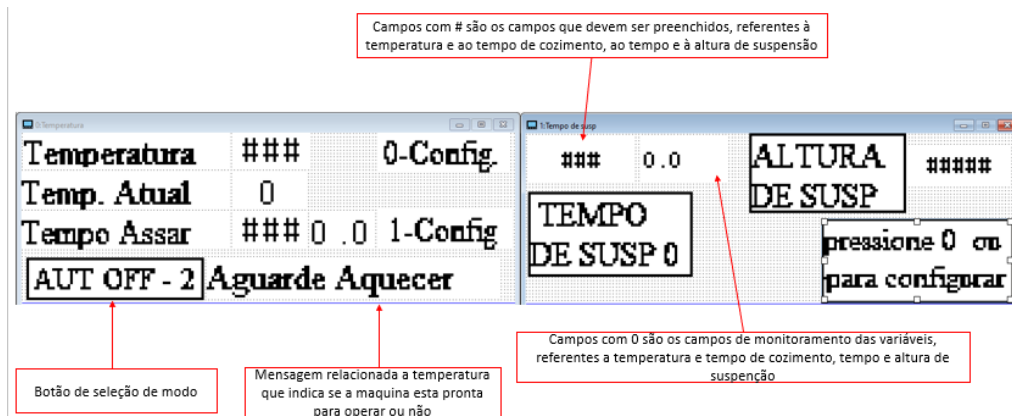 Campos com # são os campos que devem ser preenchidos, referentes à
temperatura e ao tempo de cozimento, ao tempo e à altura de suspensão
0:Temperatura
Temperatura ### 0-Config.
Temp. Atual 0
Tempo Assar ### 0 .0 1-Config
AUT OFF - 2 Aguarde Aquecer
1:Tempo de susp
### 0.0
ALTURA
DE SUSP
#####
TEMPO
DE SUSP 0
pressione 0 ou
para configurar
Botão de seleção de modo
Mensagem relacionada a temperatura
que indica se a maquina esta pronta
para operar ou não
Campos com 0 são os campos de monitoramento das variáveis,
referentes a temperatura e tempo de cozimento, tempo e altura de
suspenção